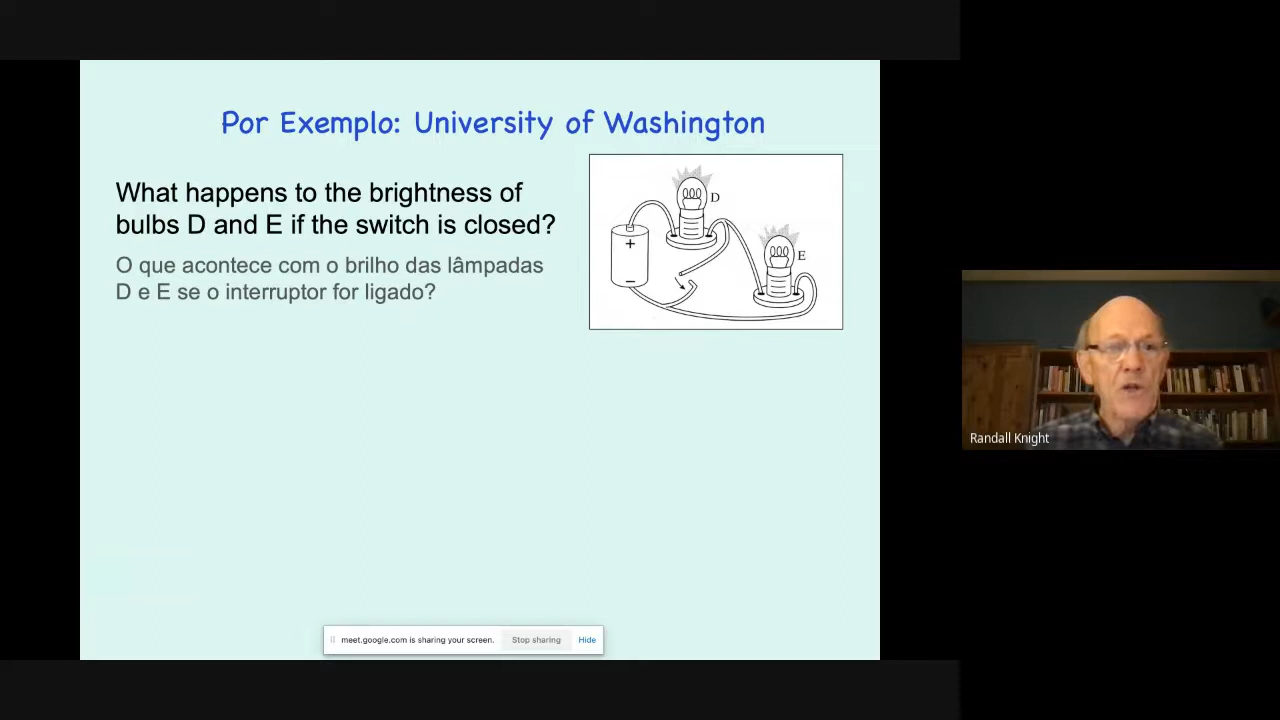 Por Exemplo: University of Washington
What happens to the brightness of
bulbs D and E if the switch is closed?
O que acontece com o brilho das lâmpadas
D e E se o interruptor for ligado?
D
+
E
–
Randall Knight
meet.google.com is sharing your screen. Stop sharing Hide